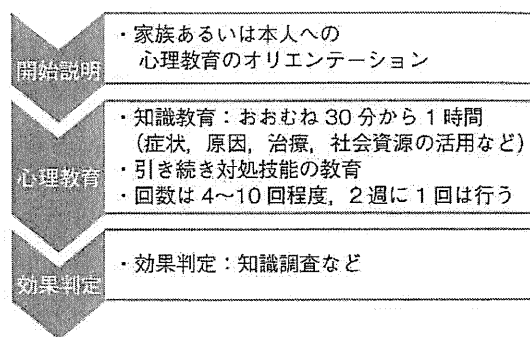 開始説明
・家族あるいは本人への
心理教育のオリエンテーション
心理教育
・知識教育：おおむね30分から1時間
（症状，原因，治療，社会資源の活用など）
・引き続き対処技能の教育
・回数は4〜10回程度，2週に1回は行う
効果判定
・効果判定：知識調査など